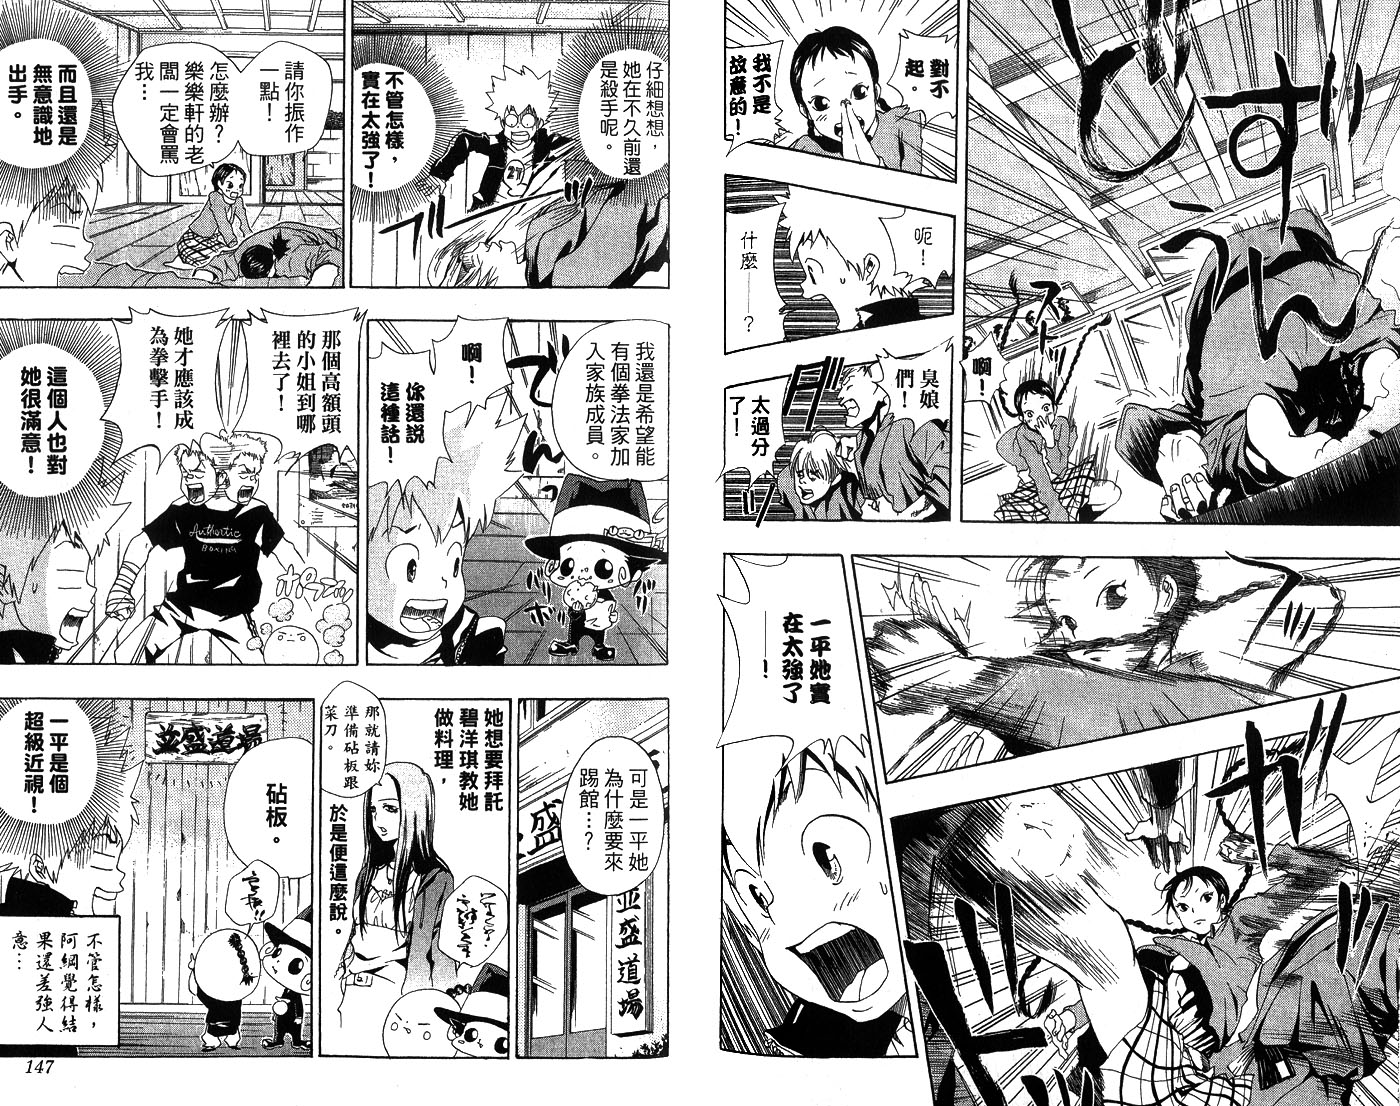 ずーん
啊！
對不
起。
我不是
故意的！
呃！
什麼——？
臭娘
們！
太過分
了！
ガッ
一平她實
在太強了
——！
仔細想想，
她在不久前還
是殺手呢。
不管怎樣，
實在太強了！
21
請你振作
一點！
怎麼辦？
樂樂軒的老
闆一定會罵
我…
而且還是
無意識地
出手。
我還是希望能
有個拳法家加
入家族成員。
啊！
你還說
這種話！
那個高額頭
的小姐到哪
裡去了！
她才應該成
為拳擊手！
Authentic
BOXING
這個人也對
她很滿意！
可是一平她
為什麼要來
踢館…？
並盛
並盛道場
她想要拜託
碧洋琪教她
做料理，
那就請妳
準備砧板跟
菜刀。
於是便這麼說。
並盛道場
砧板。
一平是個
超級近視！
不管怎樣，
阿綱覺得結
果還差強人
意…
147